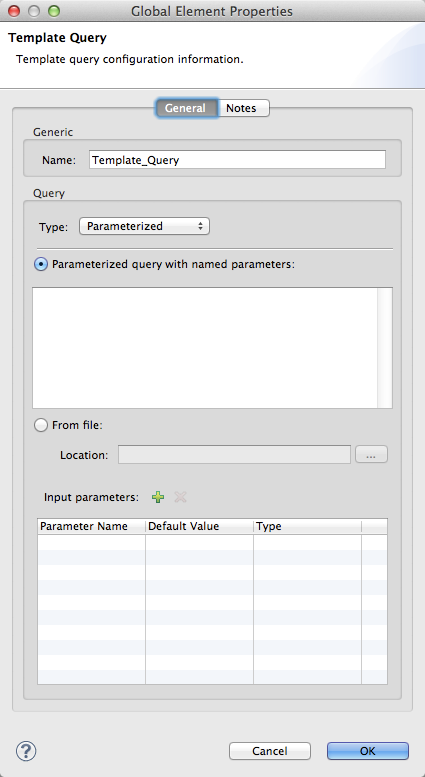 Global Element Properties
Template Query
Template query configuration information.
General Notes
Generic
Name: Template_Query
Query
Type: Parameterized
Parameterized query with named parameters:
From file:
Location: ...
Input parameters:
Parameter Name Default Value Type
? Cancel OK